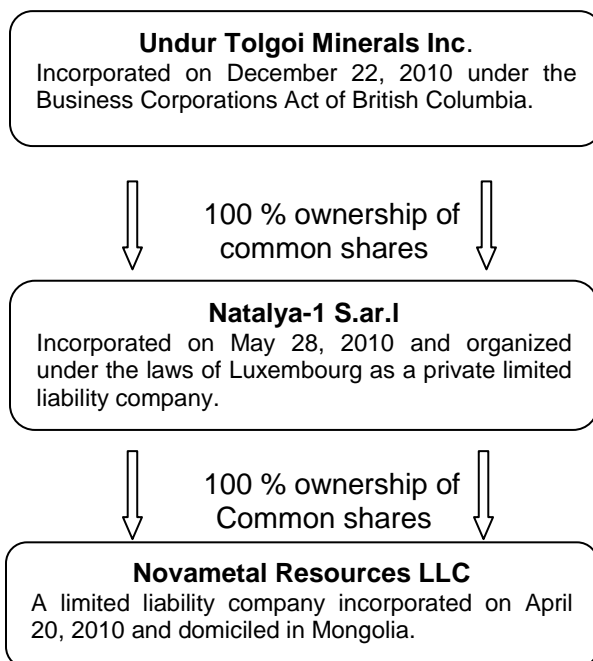 Undur Tolgoi Minerals Inc.
Incorporated on December 22, 2010 under the
Business Corporations Act of British Columbia.
100 % ownership of
common shares
Natalya-1 S.ar.l
Incorporated on May 28, 2010 and organized
under the laws of Luxembourg as a private limited
liability company.
100 % ownership of
Common shares
Novametal Resources LLC
A limited liability company incorporated on April
20, 2010 and domiciled in Mongolia.